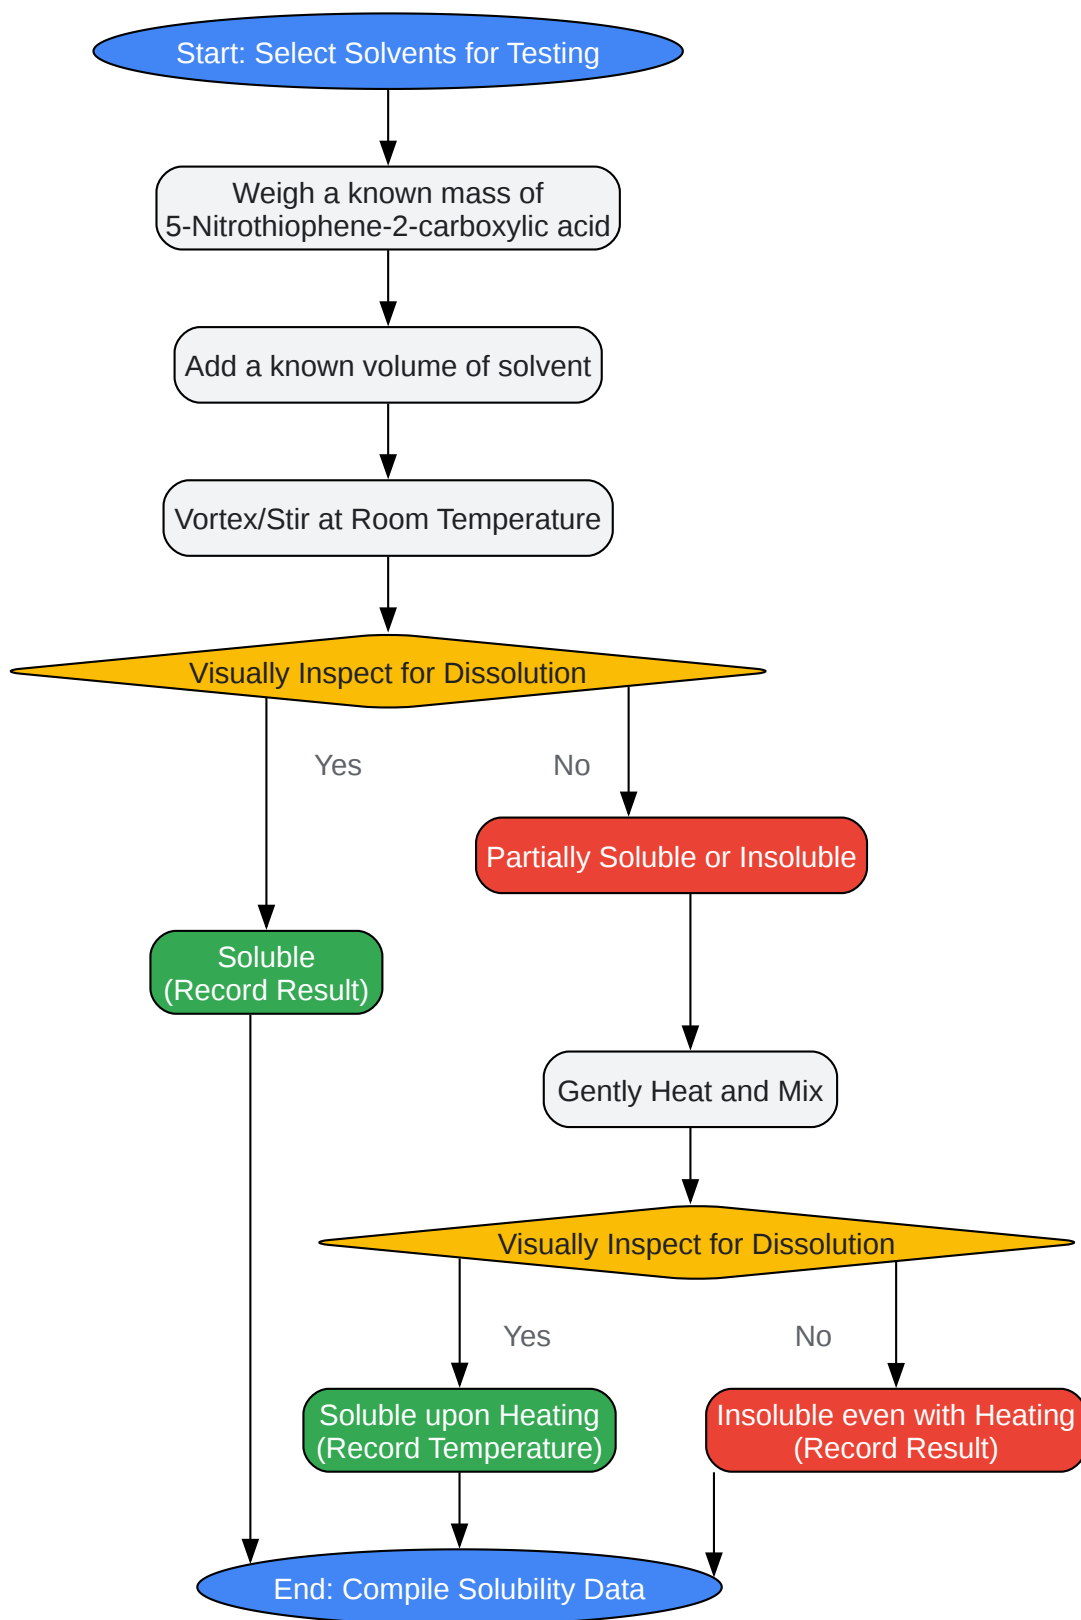 Start: Select Solvents for Testing
Weigh a known mass of
5-Nitrothiophene-2-carboxylic acid
Add a known volume of solvent
Vortex/Stir at Room Temperature
Visually Inspect for Dissolution
Yes
No
Partially Soluble or Insoluble
Soluble
(Record Result)
Gently Heat and Mix
Visually Inspect for Dissolution
Yes
No
Soluble upon Heating
(Record Temperature)
Insoluble even with Heating
(Record Result)
End: Compile Solubility Data